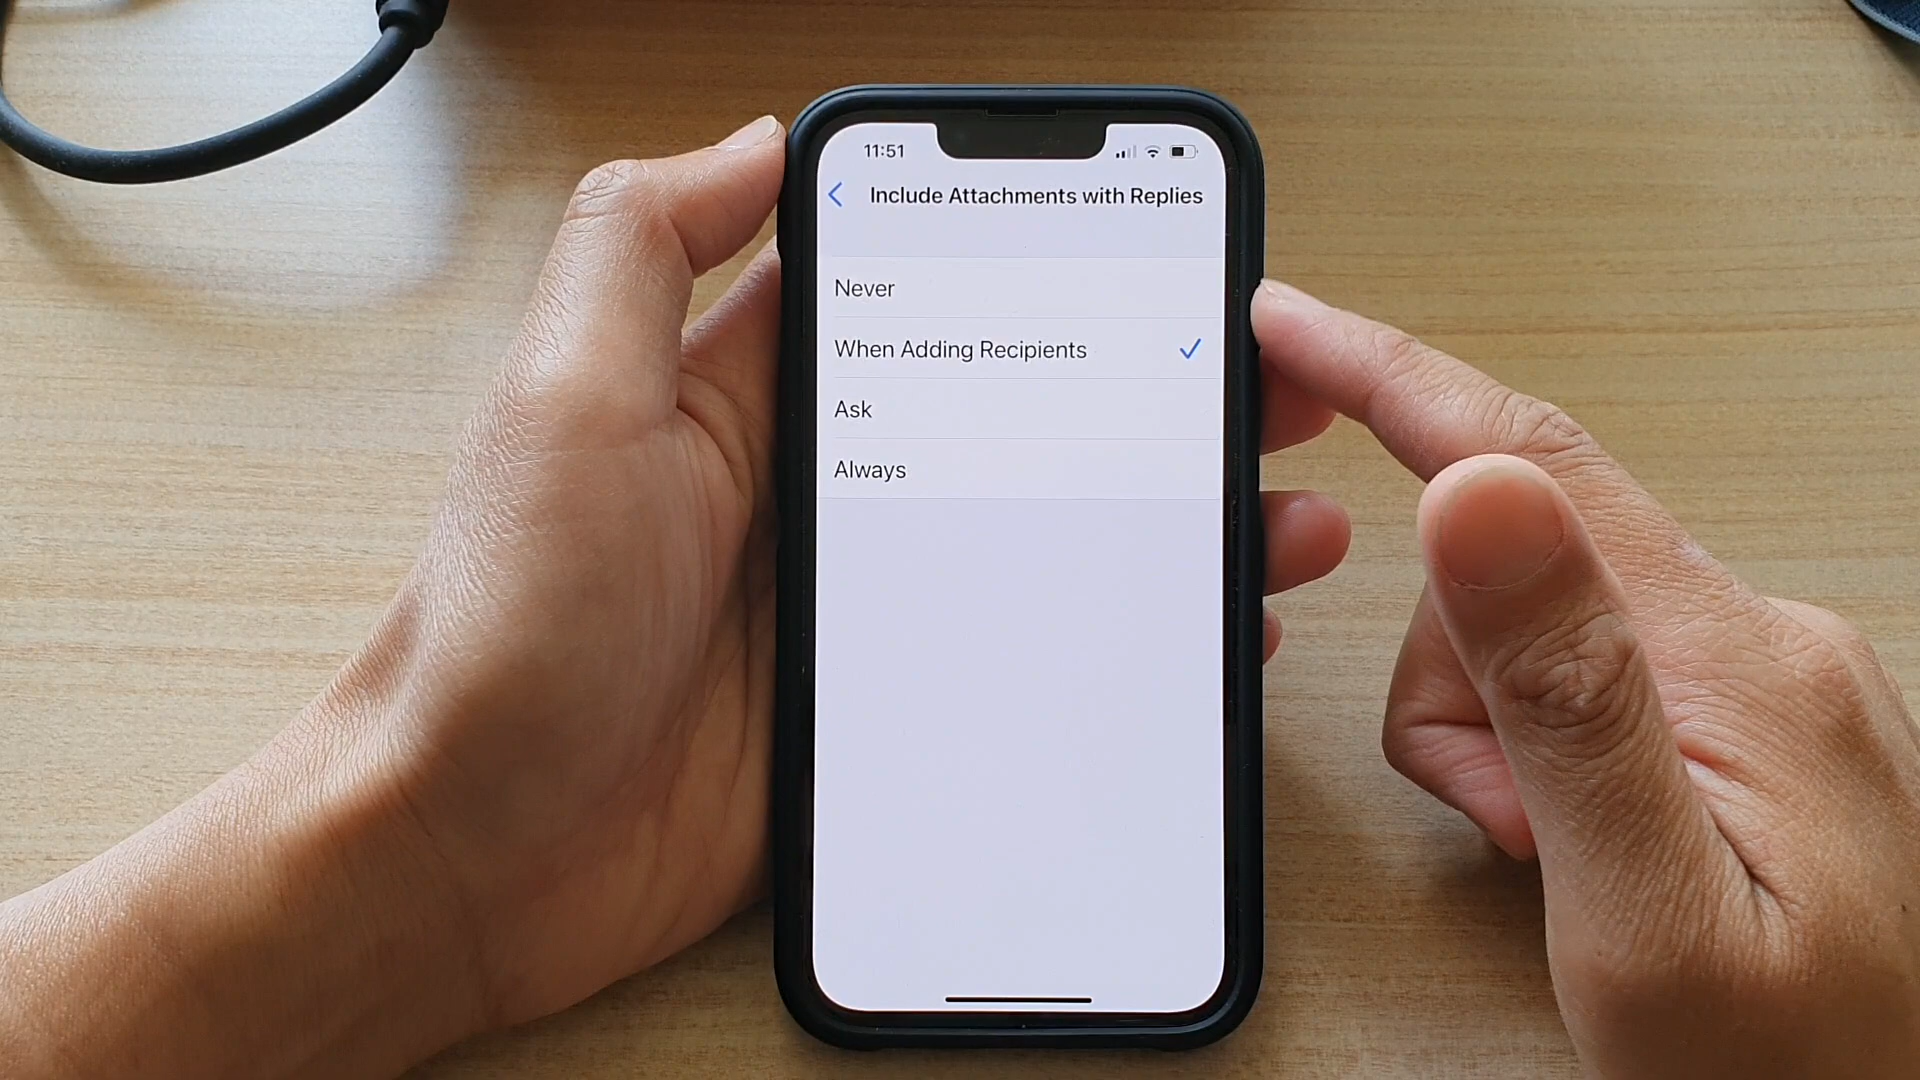 11:51
Include Attachments with Replies
Never
When Adding Recipients
Ask
Always